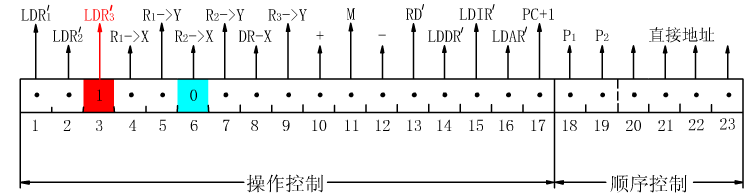 LDR₁′ LDR₃′ R₁->Y R₂->Y R₃->Y M RD′ LDIR′ PC+1 P₁ P₂ 直接地址
LDR₂′ R₁->X R₂->X DR->X + - LDDR′ LDAR′
1 0
1 2 3 4 5 6 7 8 9 10 11 12 13 14 15 16 17 18 19 20 21 22 23
操作控制 顺序控制